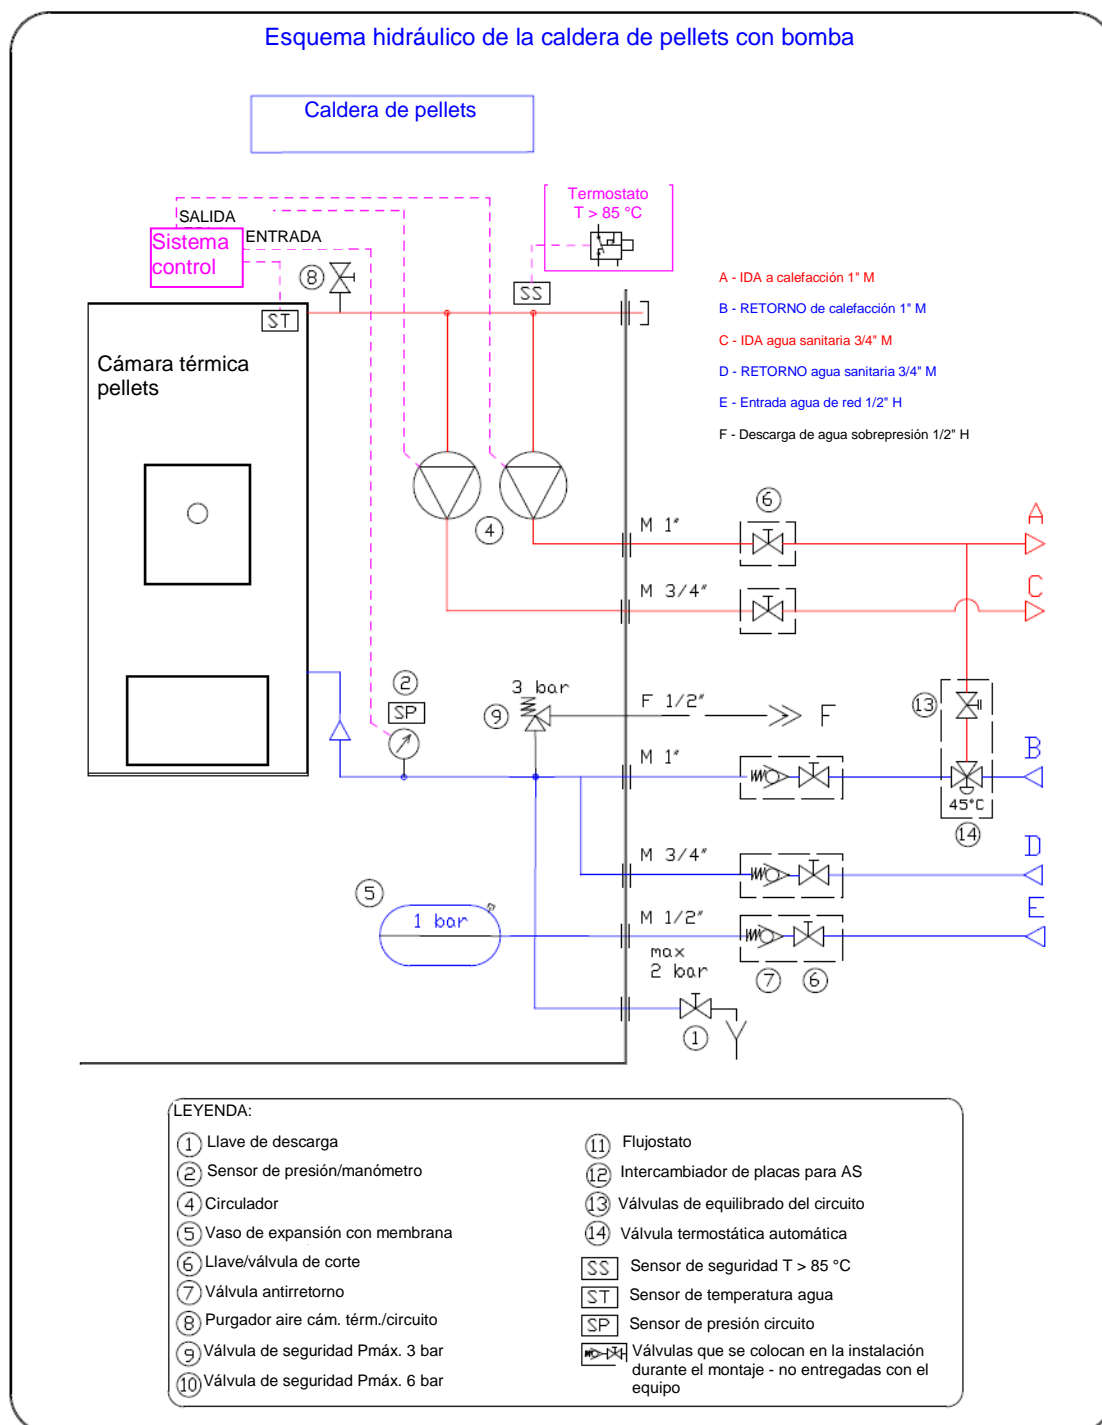 Esquema hidráulico de la caldera de pellets con bomba
Caldera de pellets
Termostato
T > 85 °C
SALIDA
ENTRADA
Sistema
control
8
SS
ST
A - IDA a calefacción 1" M
B - RETORNO de calefacción 1" M
C - IDA agua sanitaria 3/4" M
D - RETORNO agua sanitaria 3/4" M
E - Entrada agua de red 1/2" H
F - Descarga de agua sobrepresión 1/2" H
Cámara térmica
pellets
4
6
M 1"
A
M 3/4"
C
2
SP
3 bar
9
F 1/2"
F
13
M 1"
B
45°C
14
M 3/4"
D
5
1 bar
M 1/2"
E
max
2 bar
7
6
1
LEYENDA:
1 Llave de descarga
2 Sensor de presión/manómetro
4 Circulador
5 Vaso de expansión con membrana
6 Llave/válvula de corte
7 Válvula antirretorno
8 Purgador aire cám. térm./circuito
9 Válvula de seguridad Pmáx. 3 bar
10 Válvula de seguridad Pmáx. 6 bar
11 Flujostato
12 Intercambiador de placas para AS
13 Válvulas de equilibrado del circuito
14 Válvula termostática automática
SS Sensor de seguridad T > 85 °C
ST Sensor de temperatura agua
SP Sensor de presión circuito
Válvulas que se colocan en la instalación
durante el montaje - no entregadas con el
equipo